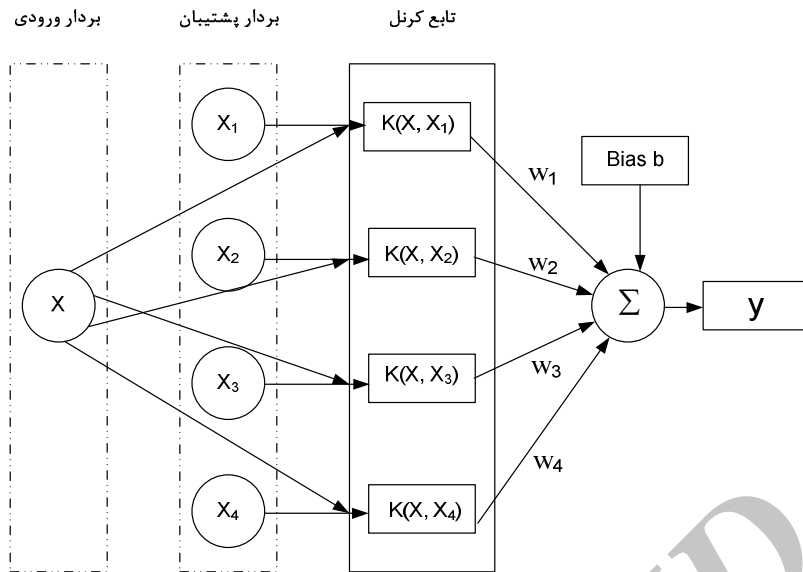 بردار ورودی
بردار پشتیبان
تابع کرنل
X
X₁
X₂
X₃
X₄
K(X, X₁)
K(X, X₂)
K(X, X₃)
K(X, X₄)
w₁
w₂
w₃
w₄
Bias b
Σ
y